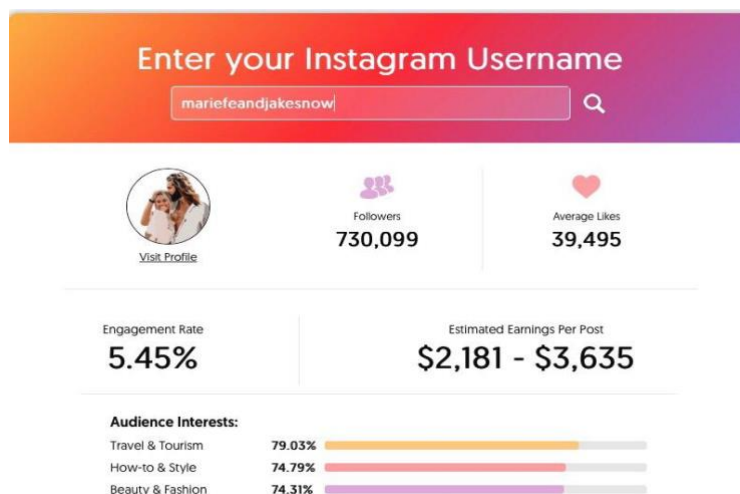 Enter your Instagram Username
mariefeandjakesnow
Followers
730,099
Average Likes
39,495
Visit Profile
Engagement Rate
5.45%
Estimated Earnings Per Post
$2,181 - $3,635
Audience Interests:
Travel & Tourism 79.03%
How-to & Style 74.79%
Beauty & Fashion 74.31%